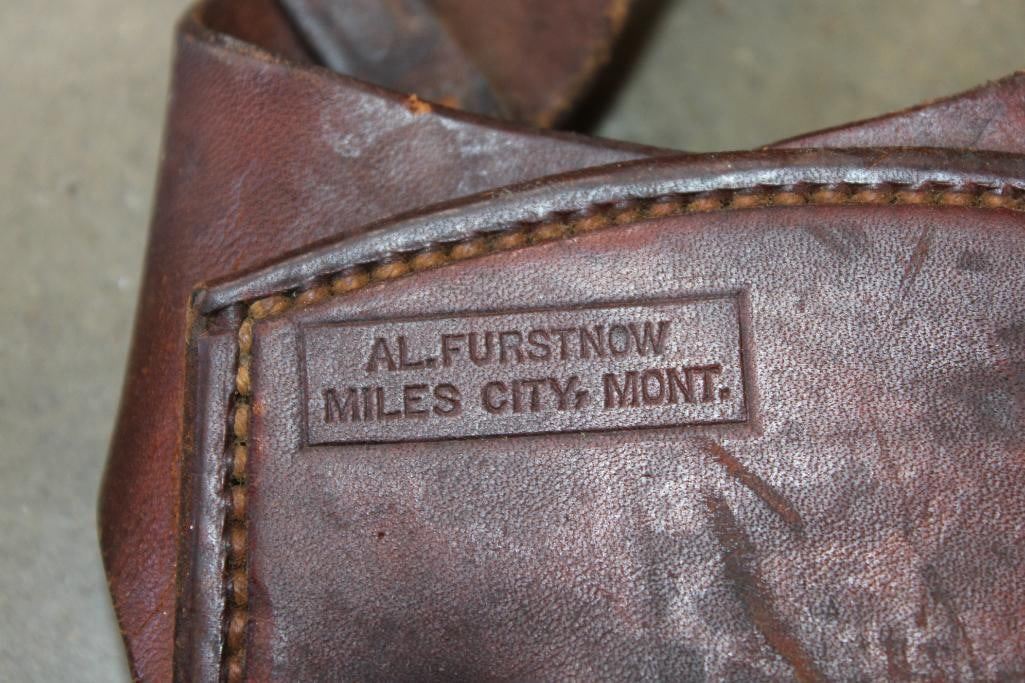 AL. FURSTNOW
MILES CITY, MONT.